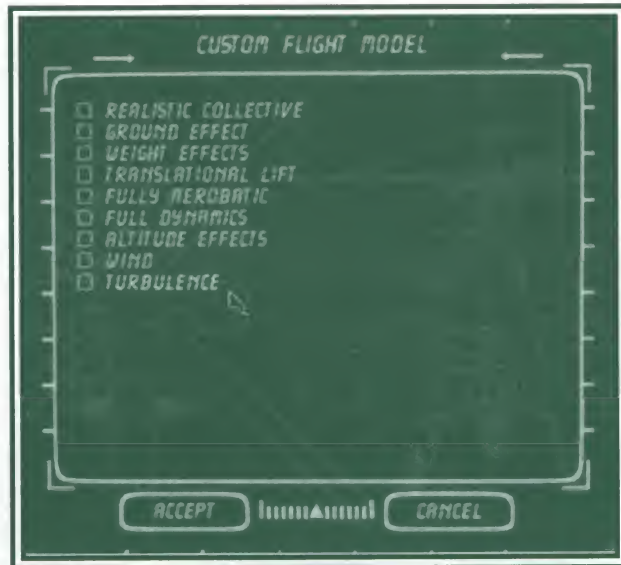 CUSTOM FLIGHT MODEL
REALISTIC COLLECTIVE
GROUND EFFECT
WEIGHT EFFECTS
TRANSLATIONAL LIFT
FULLY AEROBATIC
FULL DYNAMICS
ALTITUDE EFFECTS
WIND
TURBULENCE
ACCEPT CANCEL